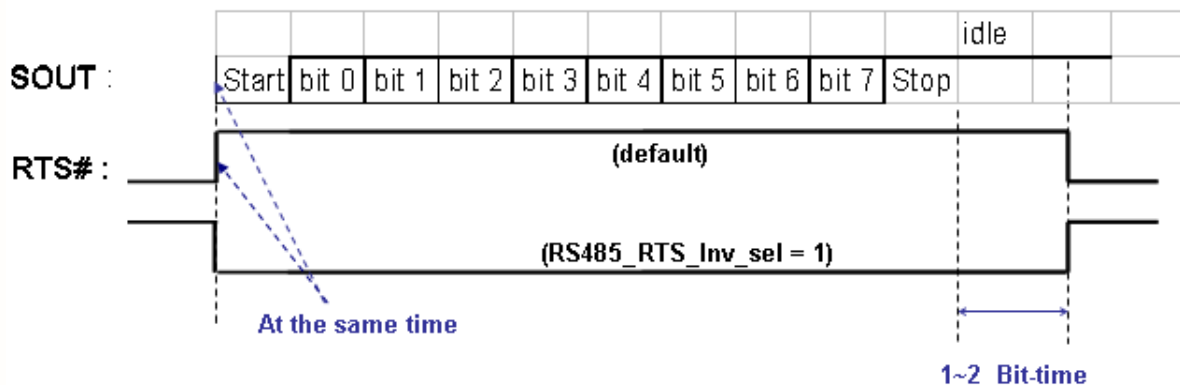 idle
SOUT : Start bit 0 bit 1 bit 2 bit 3 bit 4 bit 5 bit 6 bit 7 Stop
RTS# : (default)
(RS485_RTS_Inv_sel = 1)
At the same time
1~2 Bit-time